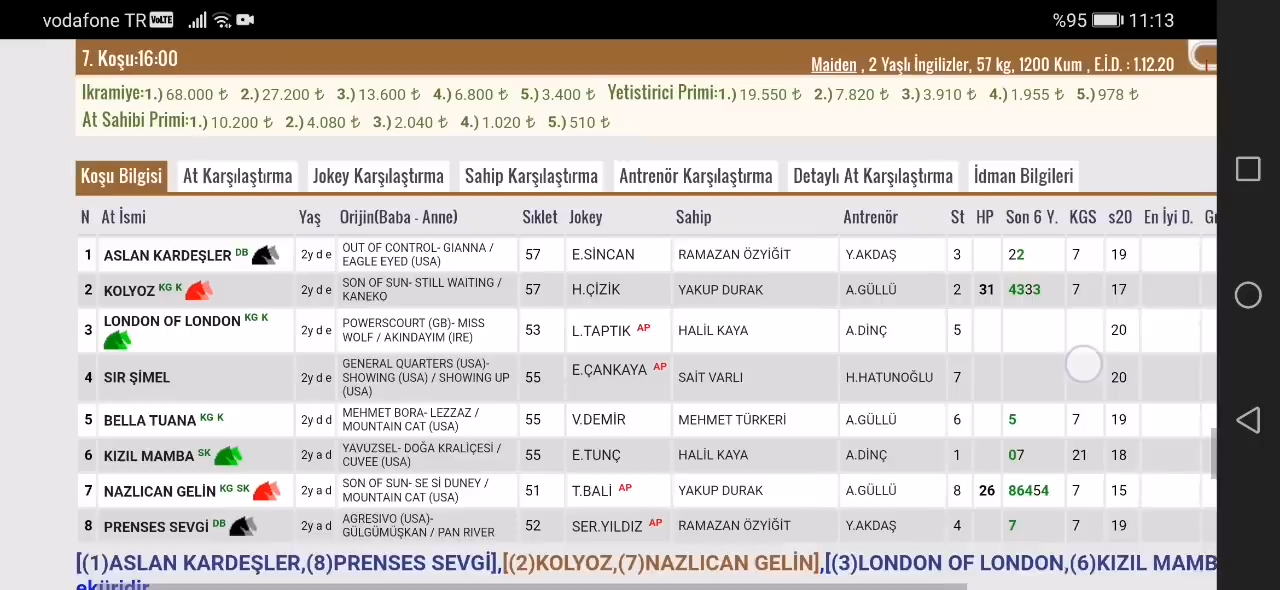 vodafone TR VoLTE %95 11:13
7. Koşu:16:00
Maiden , 2 Yaşlı İngilizler, 57 kg, 1200 Kum , E.İ.D. : 1.12.20
Ikramiye:1.) 68.000 ₺ 2.) 27.200 ₺ 3.) 13.600 ₺ 4.) 6.800 ₺ 5.) 3.400 ₺ Yetistirici Primi:1.) 19.550 ₺ 2.) 7.820 ₺ 3.) 3.910 ₺ 4.) 1.955 ₺ 5.) 978 ₺
At Sahibi Primi:1.) 10.200 ₺ 2.) 4.080 ₺ 3.) 2.040 ₺ 4.) 1.020 ₺ 5.) 510 ₺
Koşu Bilgisi At Karşılaştırma Jokey Karşılaştırma Sahip Karşılaştırma Antrenör Karşılaştırma Detaylı At Karşılaştırma İdman Bilgileri
N At İsmi Yaş Orijin(Baba - Anne) Sıklet Jokey Sahip Antrenör St HP Son 6 Y. KGS s20 En İyi D.
1 ASLAN KARDEŞLER DB 2y d e OUT OF CONTROL- GIANNA / EAGLE EYED (USA) 57 E.SİNCAN RAMAZAN ÖZYİĞİT Y.AKDAŞ 3 22 7 19
2 KOLYOZ KG K 2y d e SON OF SUN- STILL WAITING / KANEKO 57 H.ÇİZİK YAKUP DURAK A.GÜLLÜ 2 31 4333 7 17
3 LONDON OF LONDON KG K 2y d e POWERSCOURT (GB)- MISS WOLF / AKINDAYIM (IRE) 53 L.TAPTIK AP HALİL KAYA A.DİNÇ 5 20
4 SIR ŞİMEL 2y d e GENERAL QUARTERS (USA)- SHOWING (USA) / SHOWING UP (USA) 55 E.ÇANKAYA AP SAİT VARLI H.HATUNOĞLU 7 20
5 BELLA TUANA KG K 2y d d MEHMET BORA- LEZZAZ / MOUNTAIN CAT (USA) 55 V.DEMİR MEHMET TÜRKERİ A.GÜLLÜ 6 5 7 19
6 KIZIL MAMBA SK 2y a d YAVUZSEL- DOĞA KRALİÇESİ / CUVEE (USA) 55 E.TUNÇ HALİL KAYA A.DİNÇ 1 07 21 18
7 NAZLICAN GELİN KG SK 2y a d SON OF SUN- SE Sİ DUNEY / MOUNTAIN CAT (USA) 51 T.BALİ AP YAKUP DURAK A.GÜLLÜ 8 26 86454 7 15
8 PRENSES SEVGİ DB 2y a d AGRESIVO (USA)- GÜLGÜMÜŞKAN / PAN RIVER 52 SER.YILDIZ AP RAMAZAN ÖZYİĞİT Y.AKDAŞ 4 7 7 19
[(1)ASLAN KARDEŞLER,(8)PRENSES SEVGİ],[(2)KOLYOZ,(7)NAZLICAN GELİN],[(3)LONDON OF LONDON,(6)KIZIL MAMB
eküridir